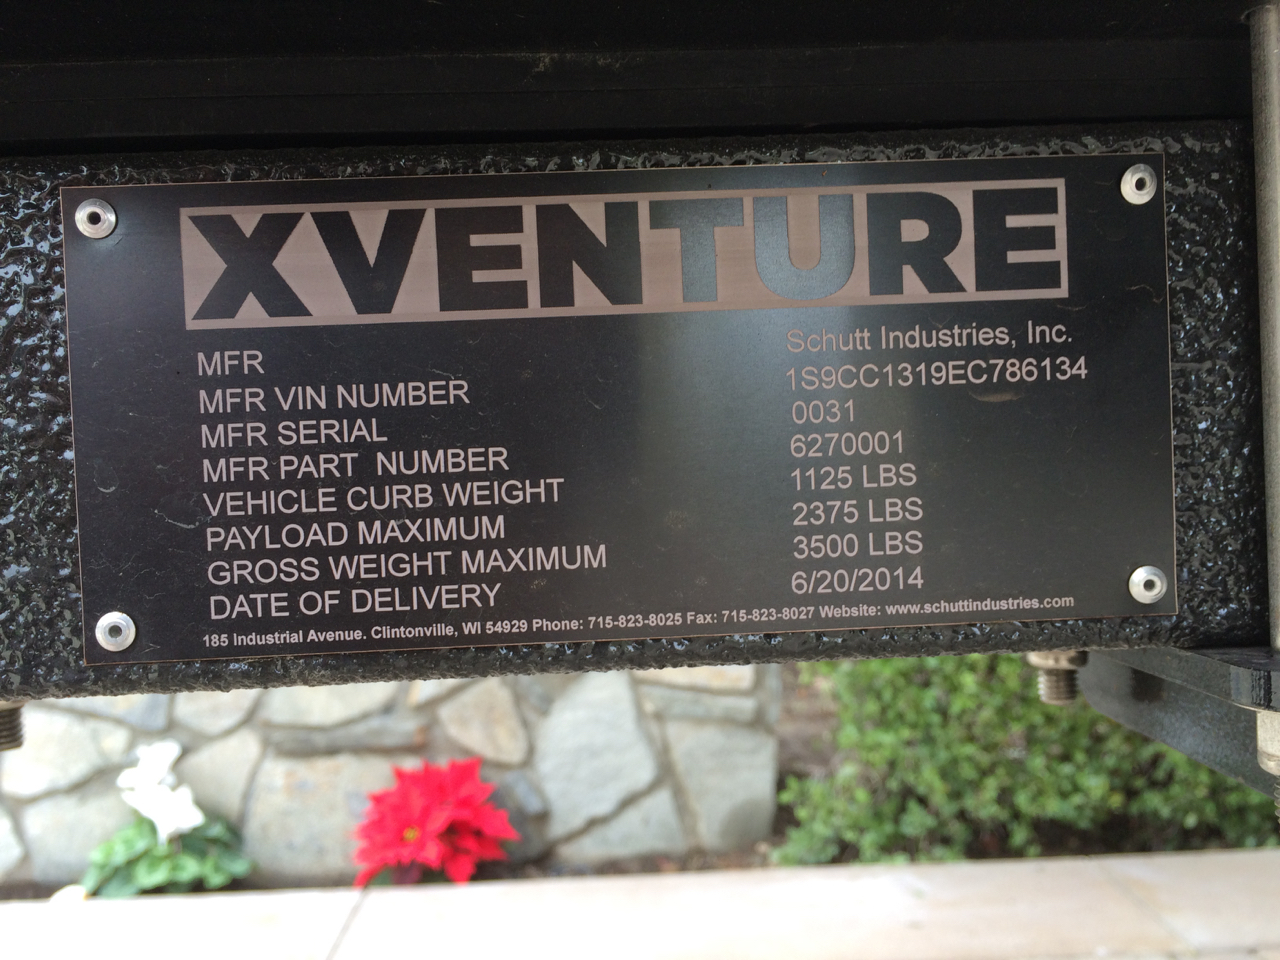 XVENTURE
MFR Schutt Industries, Inc.
MFR VIN NUMBER 1S9CC1319EC786134
MFR SERIAL 0031
MFR PART NUMBER 6270001
VEHICLE CURB WEIGHT 1125 LBS
PAYLOAD MAXIMUM 2375 LBS
GROSS WEIGHT MAXIMUM 3500 LBS
DATE OF DELIVERY 6/20/2014
185 Industrial Avenue. Clintonville, WI 54929 Phone: 715-823-8025 Fax: 715-823-8027 Website: www.schuttindustries.com